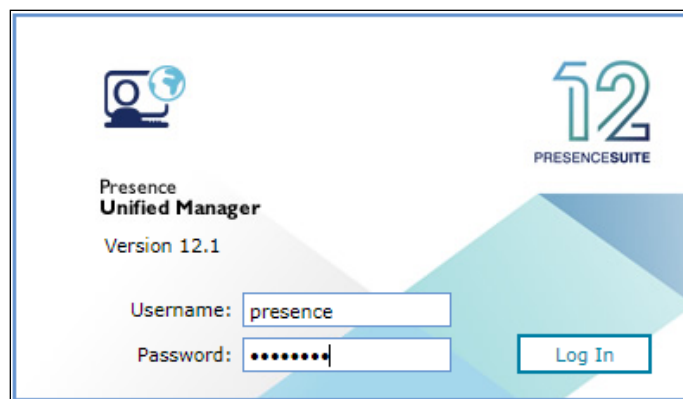 12
PRESENCESUITE
Presence
Unified Manager
Version 12.1
Username: presence
Password: ••••••••
Log In